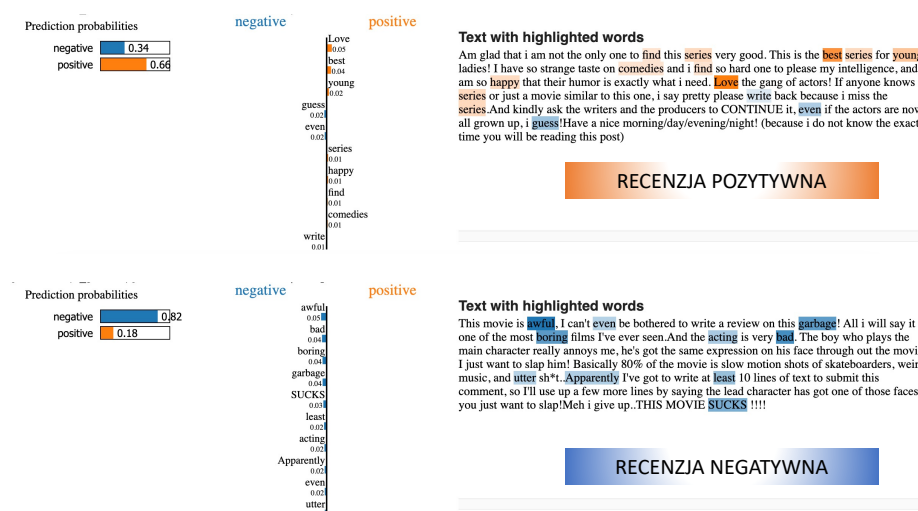 Prediction probabilities
negative 0.34
positive 0.66
negative positive
Love
0.05
best
0.04
young
0.02
guess
0.02
even
0.02
series
0.01
happy
0.01
find
0.01
comedies
0.01
write
0.01
Text with highlighted words
Am glad that i am not the only one to find this series very good. This is the best series for young
ladies! I have so strange taste on comedies and i find so hard one to please my intelligence, and
am so happy that their humor is exactly what i need. Love the gang of actors! If anyone knows
series or just a movie similar to this one, i say pretty please write back because i miss the
series.And kindly ask the writers and the producers to CONTINUE it, even if the actors are now
all grown up, i guess!Have a nice morning/day/evening/night! (because i do not know the exact
time you will be reading this post)
RECENZJA POZYTYWNA
Prediction probabilities
negative 0.82
positive 0.18
negative positive
awful
0.05
bad
0.04
boring
0.04
garbage
0.04
SUCKS
0.03
least
0.02
acting
0.02
Apparently
0.02
even
0.02
utter
Text with highlighted words
This movie is awful, I can't even be bothered to write a review on this garbage! All i will say it
one of the most boring films I've ever seen.And the acting is very bad. The boy who plays the
main character really annoys me, he's got the same expression on his face through out the movi
I just want to slap him! Basically 80% of the movie is slow motion shots of skateboarders, weir
music, and utter sh*t..Apparently I've got to write at least 10 lines of text to submit this
comment, so I'll use up a few more lines by saying the lead character has got one of those faces
you just want to slap!Meh i give up..THIS MOVIE SUCKS !!!!
RECENZJA NEGATYWNA